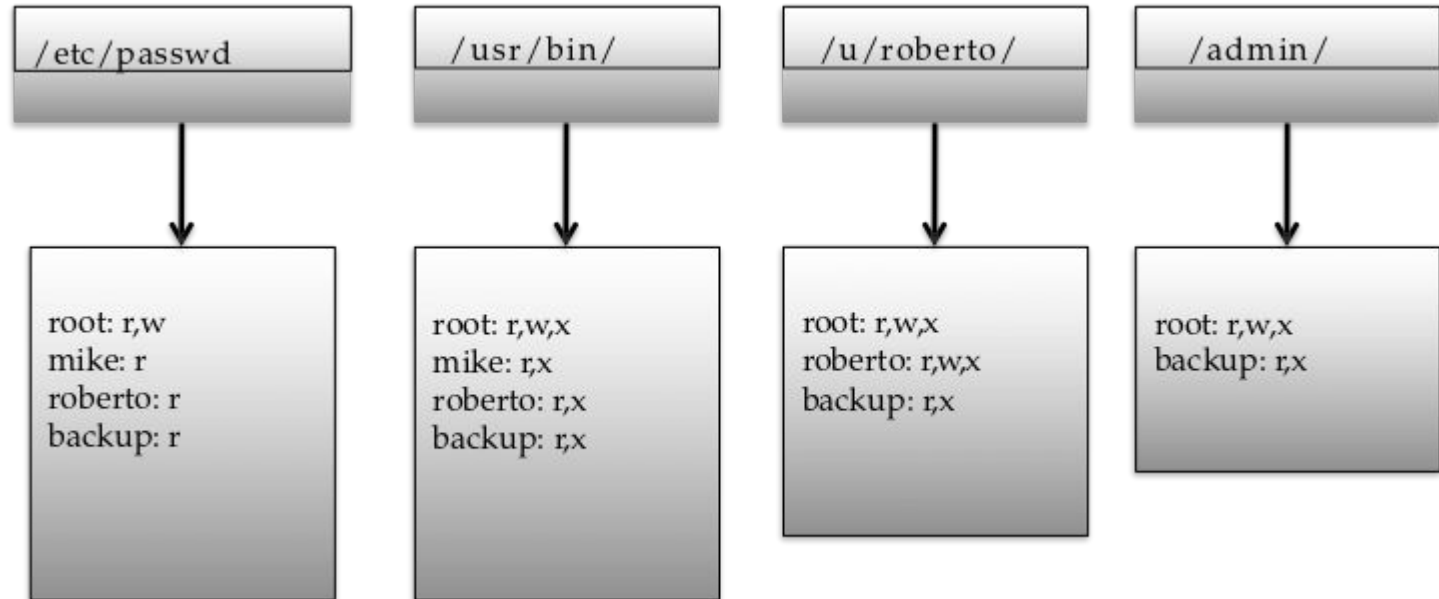 /etc/passwd
/usr/bin/
/u/roberto/
/admin/
root: r,w
mike: r
roberto: r
backup: r
root: r,w,x
mike: r,x
roberto: r,x
backup: r,x
root: r,w,x
roberto: r,w,x
backup: r,x
root: r,w,x
backup: r,x